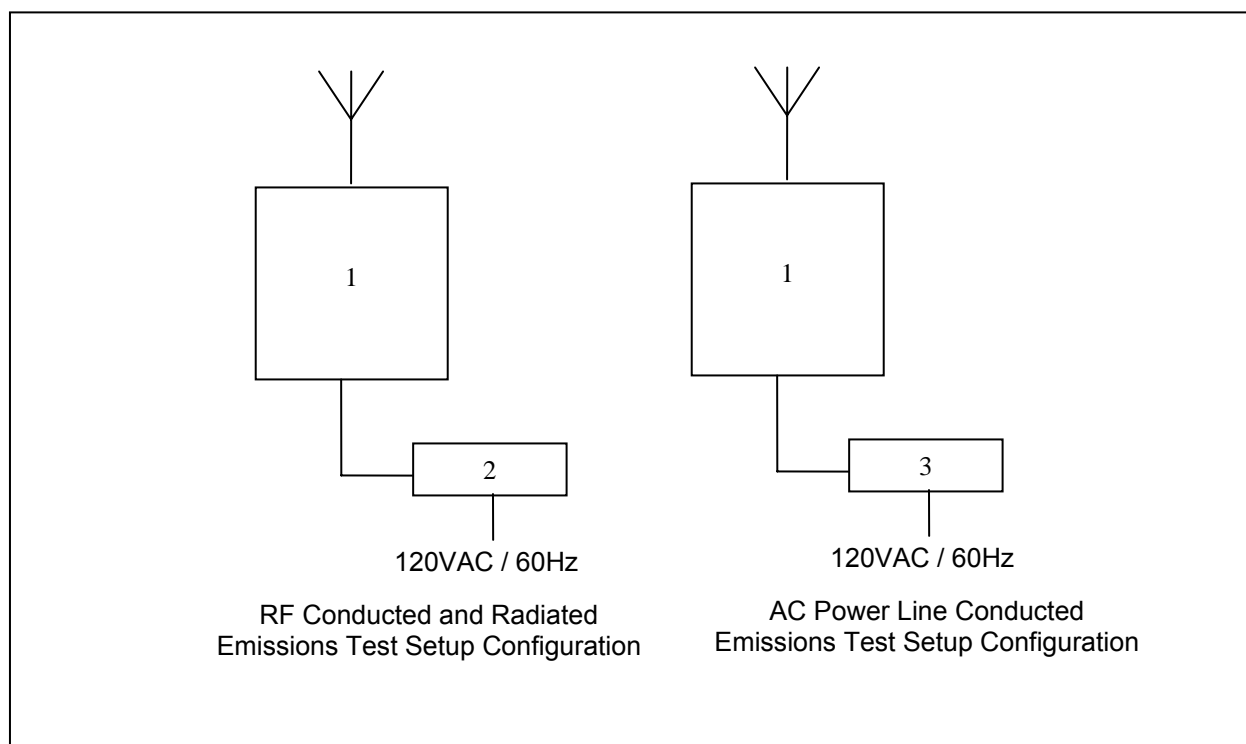 1
2
120VAC / 60Hz
RF Conducted and Radiated
Emissions Test Setup Configuration
1
3
120VAC / 60Hz
AC Power Line Conducted
Emissions Test Setup Configuration